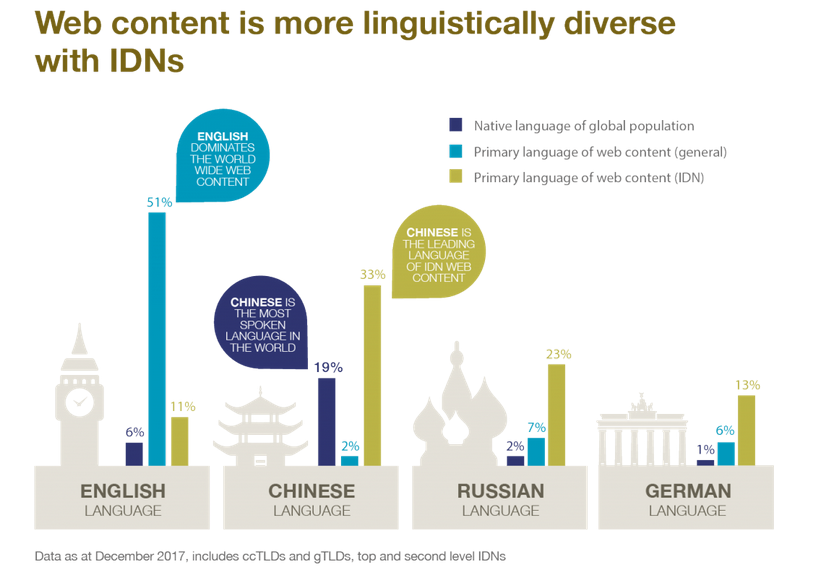 Web content is more linguistically diverse
with IDNs
ENGLISH
DOMINATES
THE WORLD
WIDE WEB
CONTENT
Native language of global population
Primary language of web content (general)
Primary language of web content (IDN)
51%
CHINESE IS
THE LEADING
LANGUAGE
OF IDN WEB
CONTENT
33%
CHINESE IS
THE MOST
SPOKEN
LANGUAGE IN
THE WORLD
19%
23%
13%
6%
11%
2%
2%
7%
1%
6%
ENGLISH
LANGUAGE
CHINESE
LANGUAGE
RUSSIAN
LANGUAGE
GERMAN
LANGUAGE
Data as at December 2017, includes ccTLDs and gTLDs, top and second level IDNs